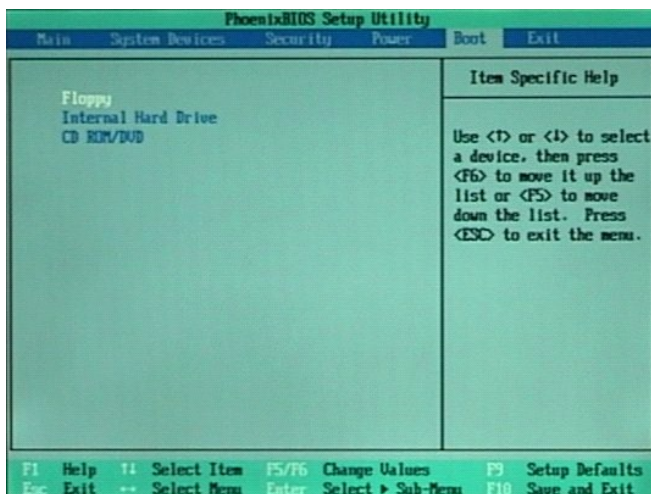 PhoenixBIOS Setup Utility
Main System Devices Security Power Boot Exit
Floppy
Internal Hard Drive
CD ROM/DVD
Item Specific Help
Use <↑> or <↓> to select
a device, then press
<F6> to move it up the
list or <F5> to move
down the list. Press
<ESC> to exit the menu.
F1 Help ↑↓ Select Item F5/F6 Change Values F9 Setup Defaults
Esc Exit ↔ Select Menu Enter Select ▶ Sub-Menu F10 Save and Exit